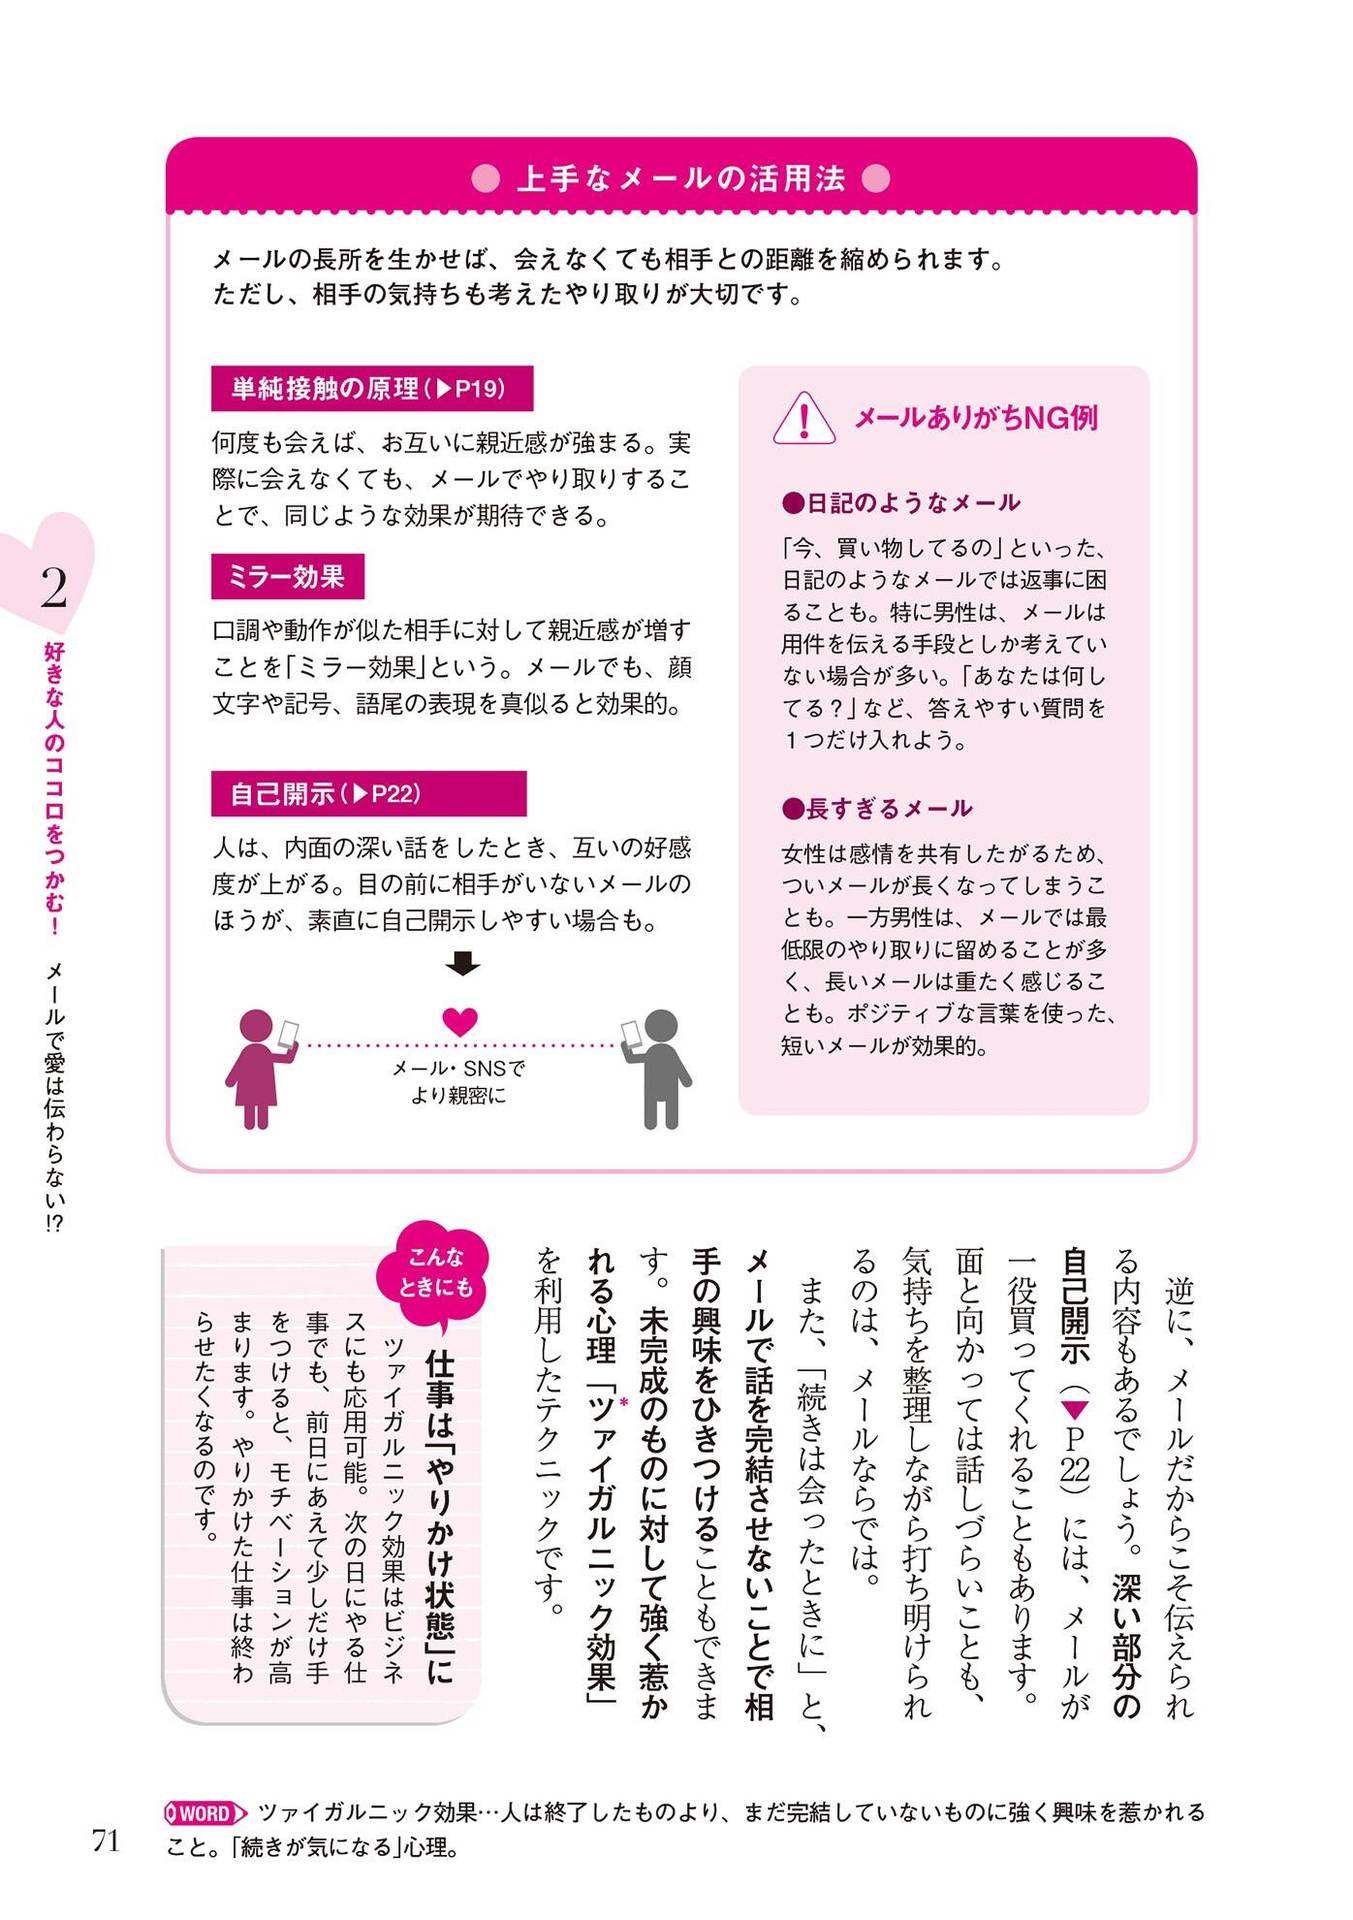 上手なメールの活用法
メールの長所を生かせば、会えなくても相手との距離を縮められます。
ただし、相手の気持ちも考えたやり取りが大切です。
単純接触の原理(▶P19)
何度も会えば、お互いに親近感が強まる。実
際に会えなくても、メールでやり取りするこ
とで、同じような効果が期待できる。
ミラー効果
口調や動作が似た相手に対して親近感が増す
ことを「ミラー効果」という。メールでも、顔
文字や記号、語尾の表現を真似ると効果的。
自己開示(▶P22)
人は、内面の深い話をしたとき、互いの好感
度が上がる。目の前に相手がいないメールの
ほうが、素直に自己開示しやすい場合も。
メール・SNSで
より親密に
メールありがちNG例
●日記のようなメール
「今、買い物してるの」といった、
日記のようなメールでは返事に困
ることも。特に男性は、メールは
用件を伝える手段としか考えてい
ない場合が多い。「あなたは何し
てる?」など、答えやすい質問を
1つだけ入れよう。
●長すぎるメール
女性は感情を共有したがるため、
ついメールが長くなってしまうこ
とも。一方男性は、メールでは最
低限のやり取りに留めることが多
く、長いメールは重たく感じるこ
とも。ポジティブな言葉を使った、
短いメールが効果的。
2
好きな人のココロをつかむ! メールで愛は伝わらない!?
逆に、メールだからこそ伝えられ
る内容もあるでしょう。深い部分の
自己開示(▼P22)には、メールが
一役買ってくれることもあります。
面と向かっては話しづらいことも、
気持ちを整理しながら打ち明けられ
るのは、メールならでは。
また、「続きは会ったときに」と、
メールで話を完結させないことで相
手の興味をひきつけることもできま
す。未完成のものに対して強く惹か
れる心理「ツァイガルニック効果」*
を利用したテクニックです。
こんな
ときにも
仕事は「やりかけ状態」に
ツァイガルニック効果はビジネ
スにも応用可能。次の日にやる仕
事でも、前日にあえて少しだけ手
をつけると、モチベーションが高
まります。やりかけた仕事は終わ
らせたくなるのです。
WORD ツァイガルニック効果…人は終了したものより、まだ完結していないものに強く興味を惹かれる
こと。「続きが気になる」心理。
71